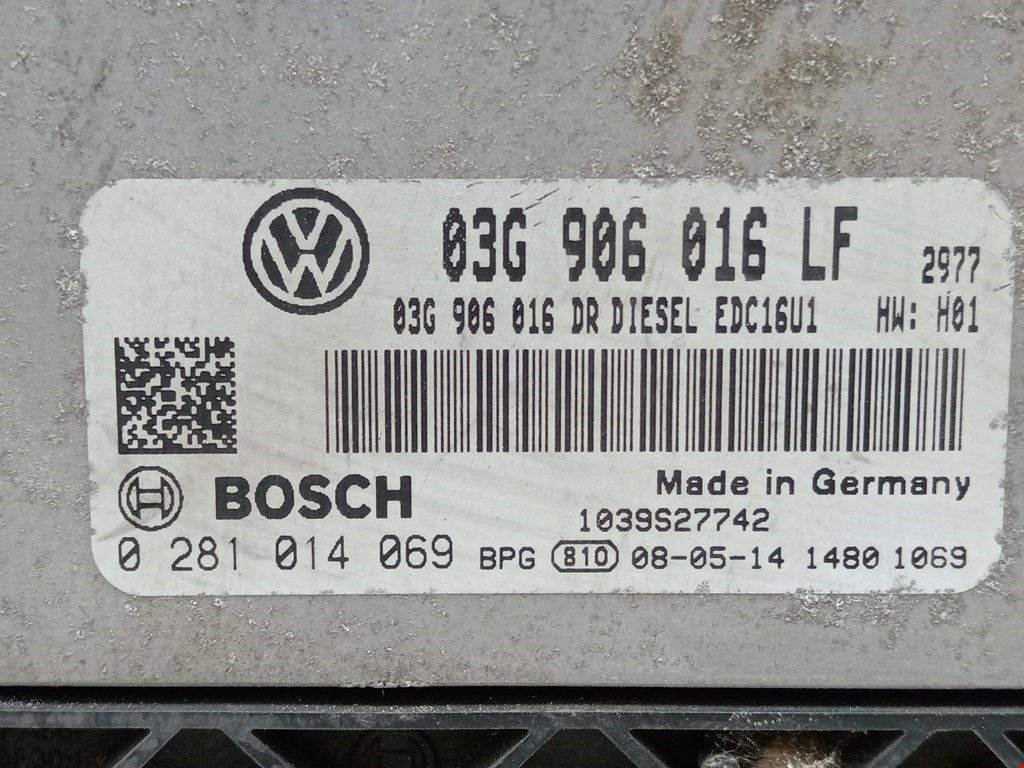 03G 906 016 LF 2977
03G 906 016 DR DIESEL EDC16U1 HW: H01
BOSCH
Made in Germany
1039S27742
0 281 014 069 BPG 810 08-05-14 1480 1069